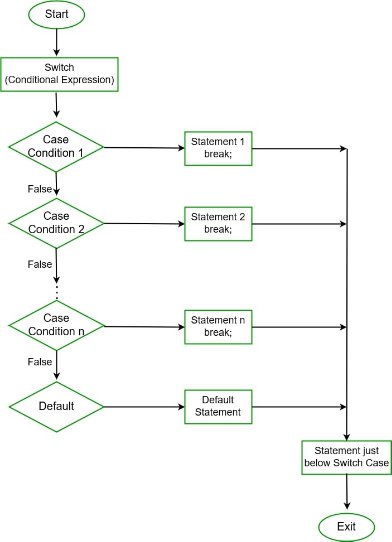 Start
Switch
(Conditional Expression)
Case
Condition 1
Statement 1
break;
False
Case
Condition 2
Statement 2
break;
False
Case
Condition n
Statement n
break;
False
Default
Default
Statement
Statement just
below Switch Case
Exit